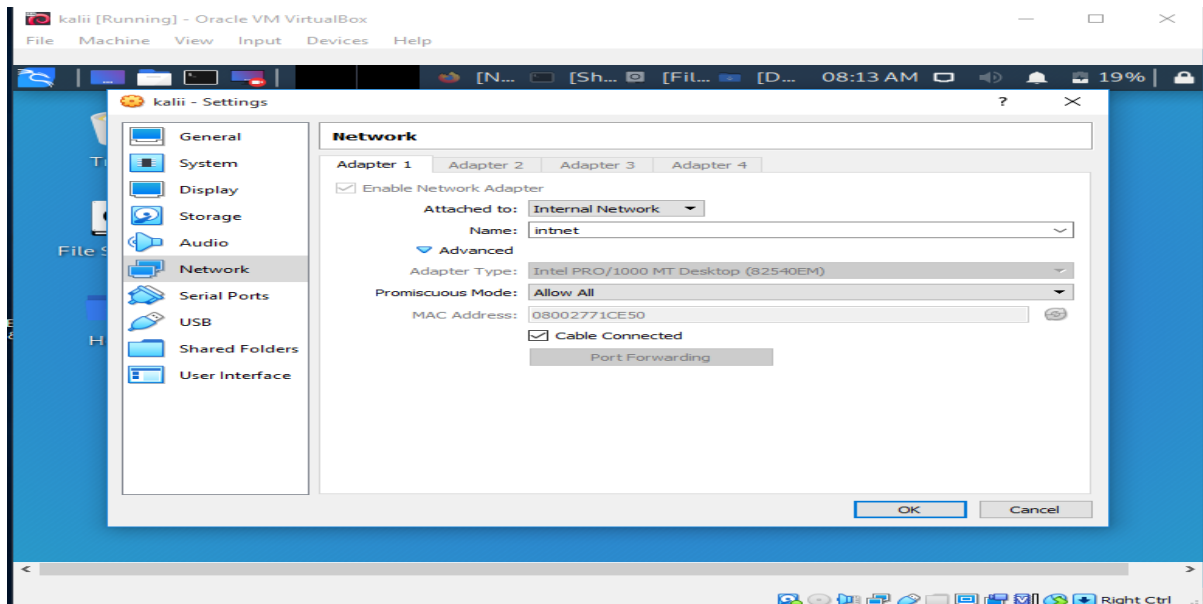 kalii [Running] - Oracle VM VirtualBox
File Machine View Input Devices Help
[N... [Sh... [Fil... [D... 08:13 AM 19%
kalii - Settings ?
General
System
Display
Storage
Audio
Network
Serial Ports
USB
Shared Folders
User Interface
Network
Adapter 1 Adapter 2 Adapter 3 Adapter 4
Enable Network Adapter
Attached to: Internal Network
Name: intnet
Advanced
Adapter Type: Intel PRO/1000 MT Desktop (82540EM)
Promiscuous Mode: Allow All
MAC Address: 08002771CE50
Cable Connected
Port Forwarding
OK Cancel
File S
H
Right Ctrl